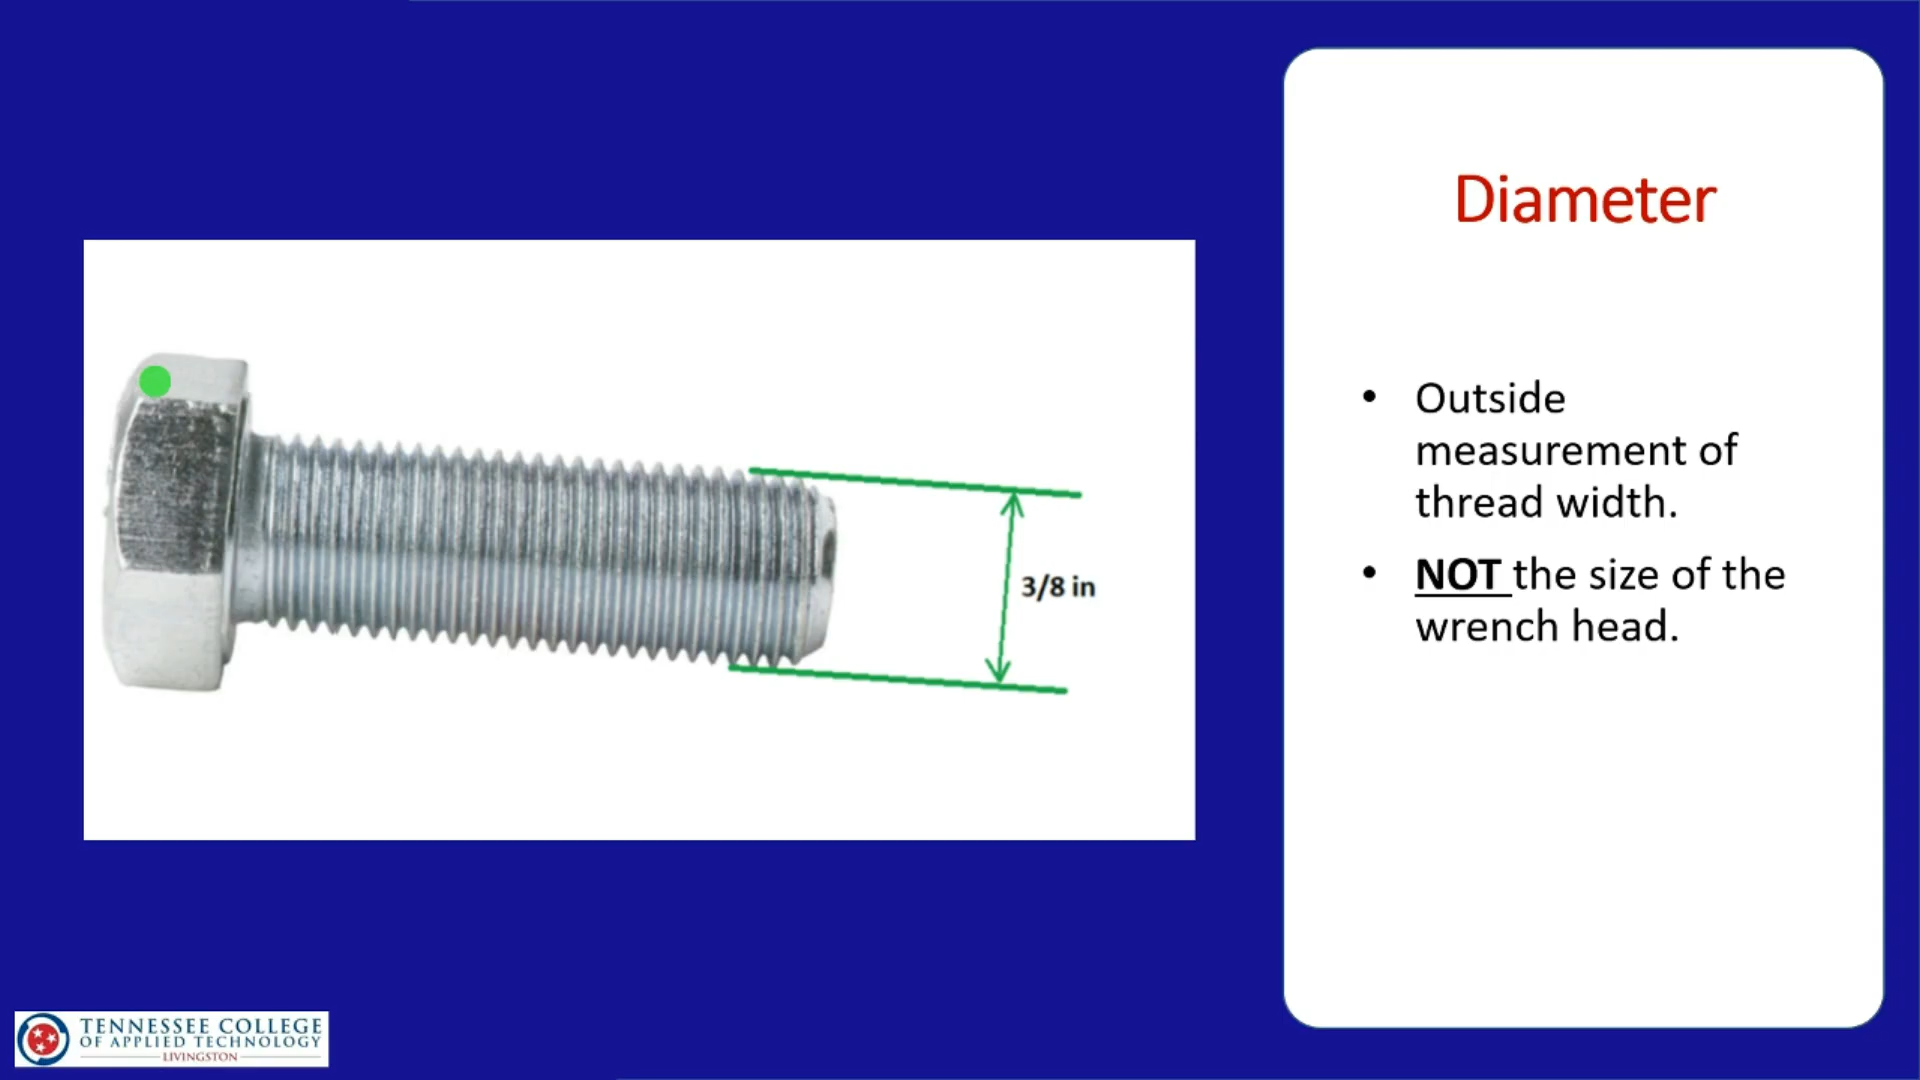 Diameter
• Outside
measurement of
thread width.
• NOT the size of the
wrench head.
3/8 in
TENNESSEE COLLEGE
OF APPLIED TECHNOLOGY
LIVINGSTON